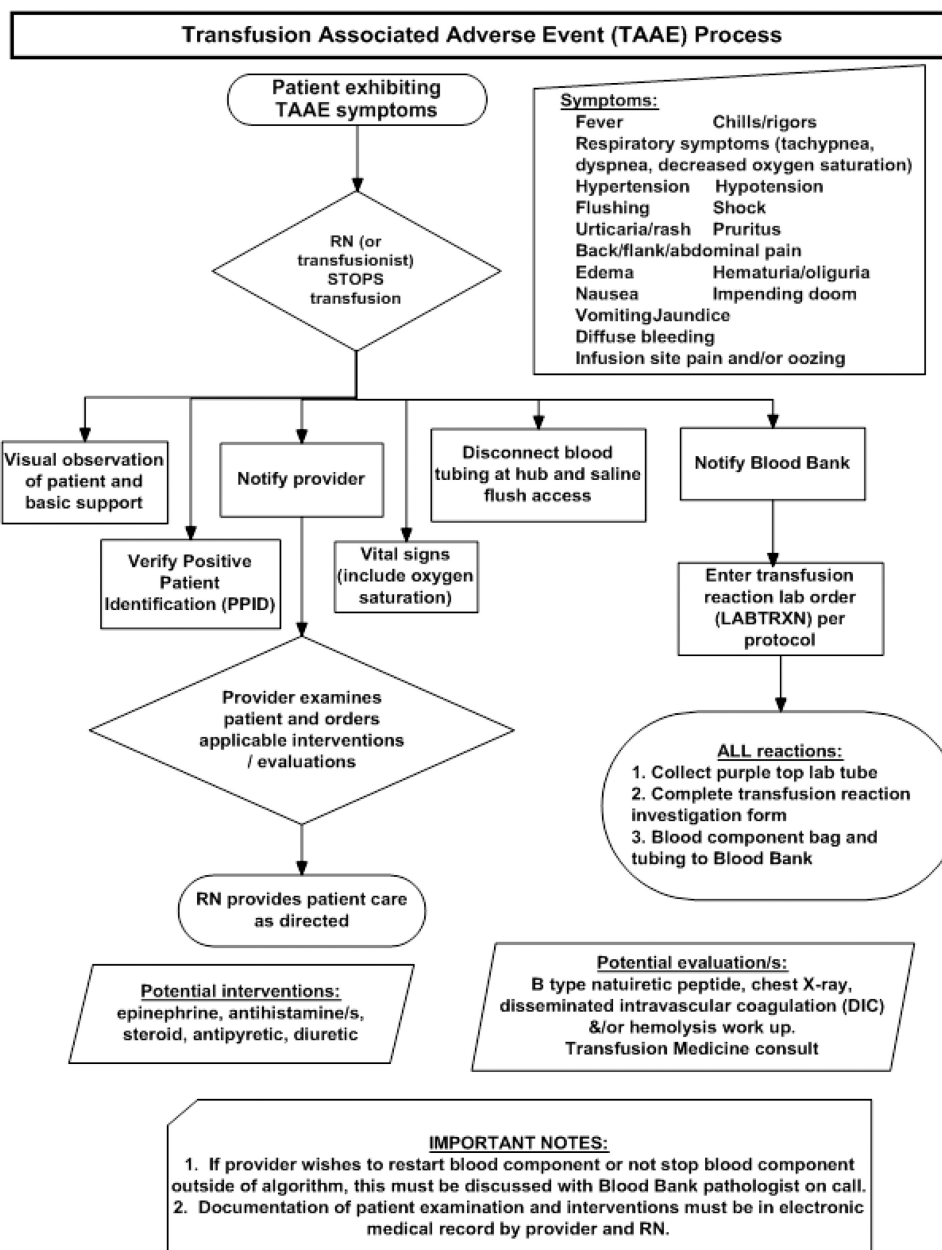 Transfusion Associated Adverse Event (TAAE) Process
Patient exhibiting
TAAE symptoms
Symptoms:
Fever Chills/rigors
Respiratory symptoms (tachypnea,
dyspnea, decreased oxygen saturation)
Hypertension Hypotension
Flushing Shock
Urticaria/rash Pruritus
Back/flank/abdominal pain
Edema Hematuria/oliguria
Nausea Impending doom
VomitingJaundice
Diffuse bleeding
Infusion site pain and/or oozing
RN (or
transfusionist)
STOPS
transfusion
Visual observation
of patient and
basic support
Verify Positive
Patient
Identification (PPID)
Notify provider
Vital signs
(include oxygen
saturation)
Disconnect blood
tubing at hub and saline
flush access
Notify Blood Bank
Enter transfusion
reaction lab order
(LABTRXN) per
protocol
Provider examines
patient and orders
applicable interventions
/ evaluations
ALL reactions:
1. Collect purple top lab tube
2. Complete transfusion reaction
investigation form
3. Blood component bag and
tubing to Blood Bank
RN provides patient care
as directed
Potential interventions:
epinephrine, antihistamine/s,
steroid, antipyretic, diuretic
Potential evaluation/s:
B type natuiretic peptide, chest X-ray,
disseminated intravascular coagulation (DIC)
&/or hemolysis work up.
Transfusion Medicine consult
IMPORTANT NOTES:
1. If provider wishes to restart blood component or not stop blood component
outside of algorithm, this must be discussed with Blood Bank pathologist on call.
2. Documentation of patient examination and interventions must be in electronic
medical record by provider and RN.